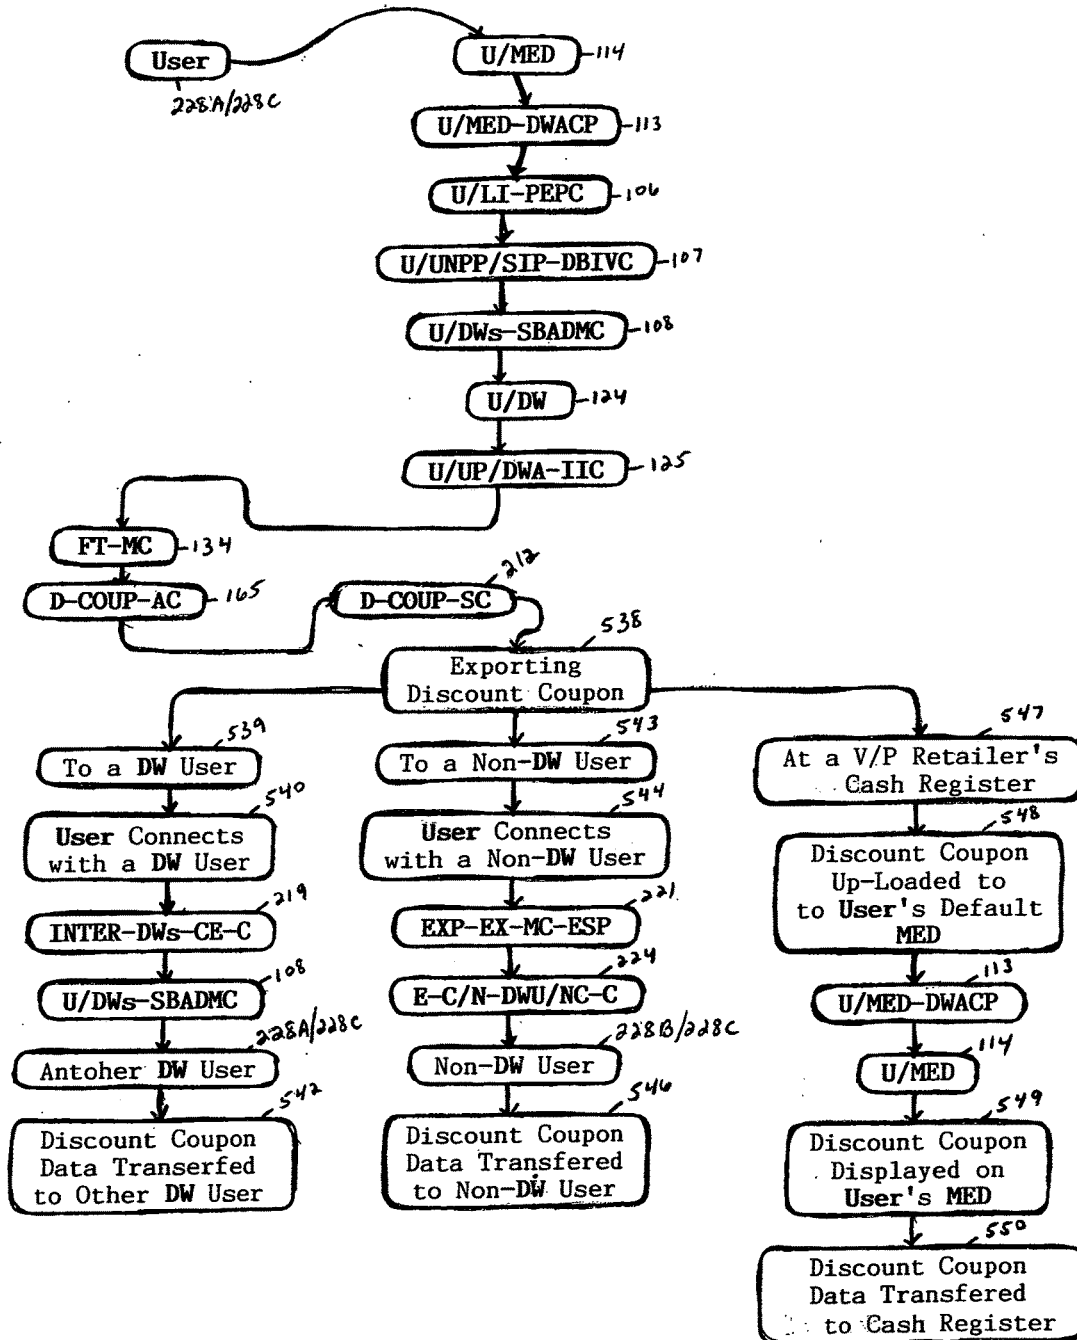 User
228A/228C
U/MED
114
U/MED-DWACP
113
U/LI-PEPC
106
U/UNPP/SIP-DBIVC
107
U/DWs-SBADMC
108
U/DW
124
U/UP/DWA-IIC
125
FT-MC
134
D-COUP-AC
165
D-COUP-SC
212
Exporting
Discount Coupon
538
To a DW User
539
User Connects
with a DW User
540
INTER-DWs-CE-C
219
U/DWs-SBADMC
108
Antoher DW User
228A/228C
Discount Coupon
Data Transerfed
to Other DW User
542
To a Non-DW User
543
User Connects
with a Non-DW User
544
EXP-EX-MC-ESP
221
E-C/N-DWU/NC-C
224
Non-DW User
228B/228C
Discount Coupon
Data Transfered
to Non-DW User
546
At a V/P Retailer's
Cash Register
547
Discount Coupon
Up-Loaded to
to User's Default
MED
548
U/MED-DWACP
113
U/MED
114
Discount Coupon
Displayed on
User's MED
549
Discount Coupon
Data Transfered
to Cash Register
550